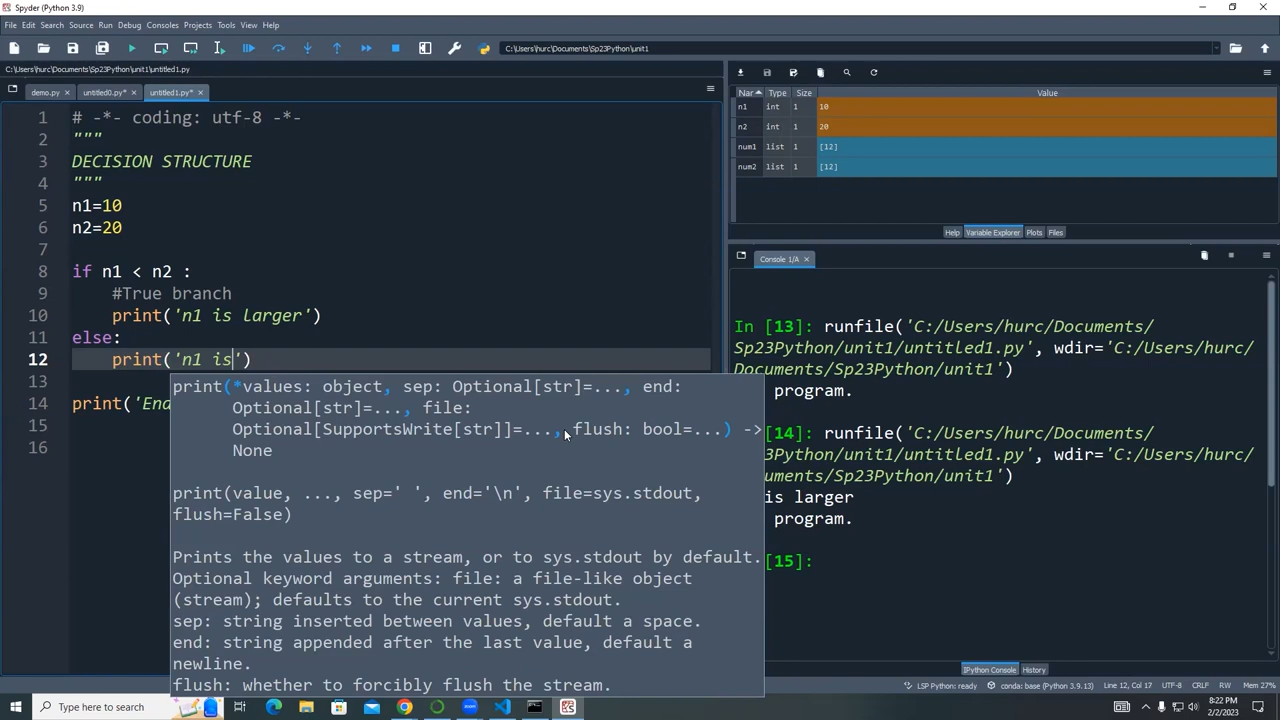 Spyder (Python 3.9)
File Edit Search Source Run Debug Consoles Projects Tools View Help
C:\Users\hurc\Documents\Sp23Python\unit1
C:\Users\hurc\Documents\Sp23Python\unit1\untitled1.py
demo.py untitled0.py* untitled1.py*
1 # -*- coding: utf-8 -*-
2 """
3 DECISION STRUCTURE
4 """
5 n1=10
6 n2=20
7
8 if n1 < n2 :
9 #True branch
10 print('n1 is larger')
11 else:
12 print('n1 is')
13
14 print('End
15
16
print(*values: object, sep: Optional[str]=..., end:
Optional[str]=..., file:
Optional[SupportsWrite[str]]=..., flush: bool=...) ->
None
print(value, ..., sep=' ', end='\n', file=sys.stdout,
flush=False)
Prints the values to a stream, or to sys.stdout by default.
Optional keyword arguments: file: a file-like object
(stream); defaults to the current sys.stdout.
sep: string inserted between values, default a space.
end: string appended after the last value, default a
newline.
flush: whether to forcibly flush the stream.
Nar Type Size Value
n1 int 1 10
n2 int 1 20
num1 list 1 [12]
num2 list 1 [12]
Help Variable Explorer Plots Files
Console 1/A
In [13]: runfile('C:/Users/hurc/Documents/
Sp23Python/unit1/untitled1.py', wdir='C:/Users/hurc/
Documents/Sp23Python/unit1')
program.
[14]: runfile('C:/Users/hurc/Documents/
Sp23Python/unit1/untitled1.py', wdir='C:/Users/hurc/
uments/Sp23Python/unit1')
is larger
program.
[15]:
IPython Console History
LSP Python: ready conda: base (Python 3.9.13) Line 12, Col 17 UTF-8 CRLF RW Mem 27%
Type here to search
8:22 PM
2/2/2023